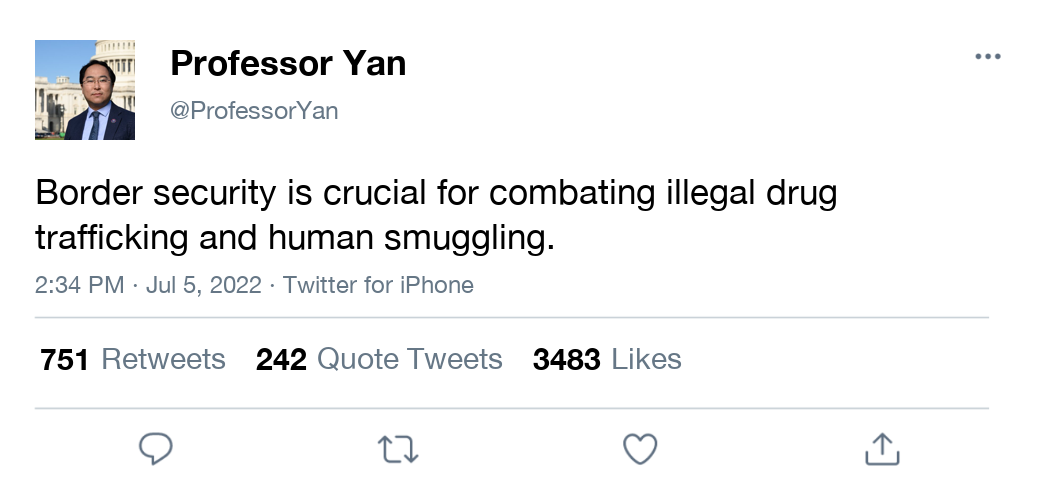 Professor Yan
@ProfessorYan
Border security is crucial for combating illegal drug
trafficking and human smuggling.
2:34 PM · Jul 5, 2022 · Twitter for iPhone
751 Retweets 242 Quote Tweets 3483 Likes